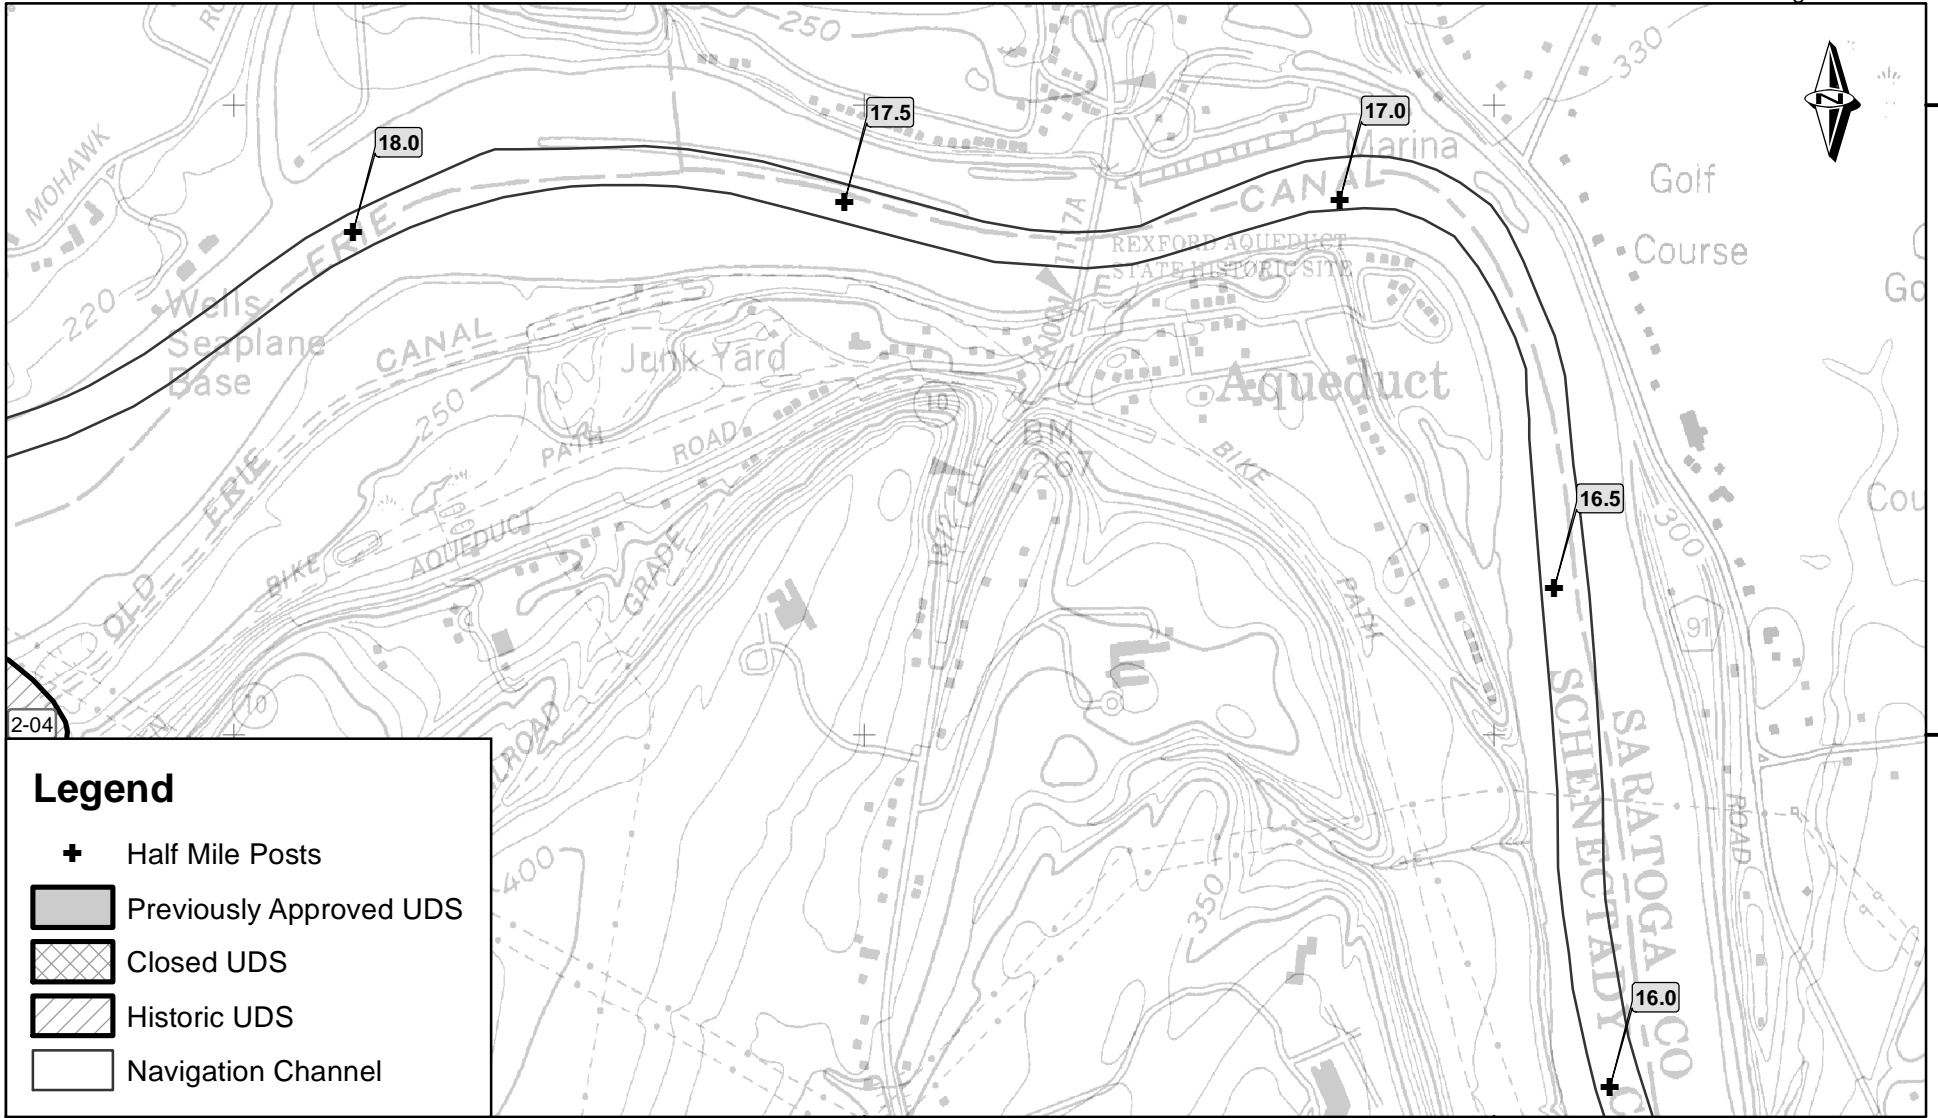 250
330
18.0
17.5
17.0
MOHAWK
Marina
Golf
Course
ERIE
CANAL
1147A
REXFORD AQUEDUCT
STATE HISTORIC SITE
220
Wells
Seaplane
Base
CANAL
Junk Yard
Aqueduct
250
10
BM
267
PATH
ROAD
BIKE
ERIE
16.5
300
BIKE
AQUEDUCT
GRADE
OLD
PATH
91
2-04
10
SCHENECTADY
SARATOGA CO
ROAD
400
350
16.0
Legend
Half Mile Posts
Previously Approved UDS
Closed UDS
Historic UDS
Navigation Channel
N